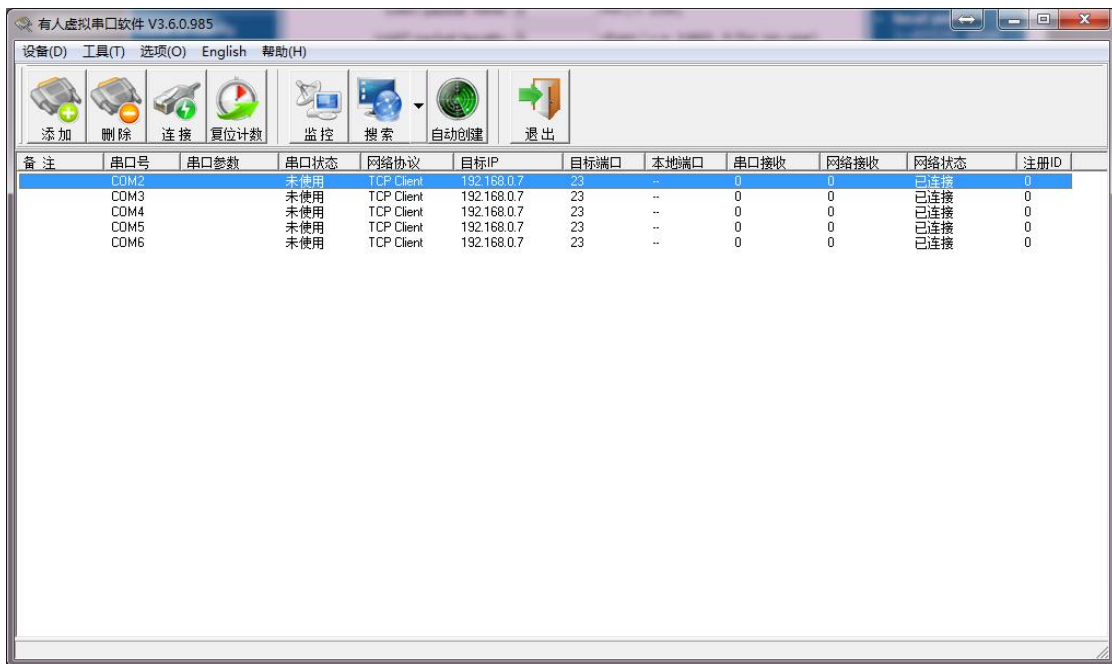 有人虚拟串口软件 V3.6.0.985
设备(D) 工具(T) 选项(O) English 帮助(H)
添加 删除 连接 复位计数 监控 搜索 自动创建 退出
备 注 串口号 串口参数 串口状态 网络协议 目标IP 目标端口 本地端口 串口接收 网络接收 网络状态 注册ID
COM2 未使用 TCP Client 192.168.0.7 23 -- 0 0 已连接 0
COM3 未使用 TCP Client 192.168.0.7 23 -- 0 0 已连接 0
COM4 未使用 TCP Client 192.168.0.7 23 -- 0 0 已连接 0
COM5 未使用 TCP Client 192.168.0.7 23 -- 0 0 已连接 0
COM6 未使用 TCP Client 192.168.0.7 23 -- 0 0 已连接 0